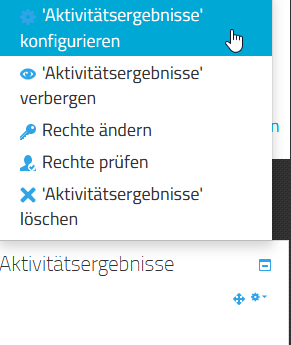 'Aktivitätsergebnisse'
konfigurieren
'Aktivitätsergebnisse'
verbergen
n
Rechte ändern
Rechte prüfen
'Aktivitätsergebnisse'
löschen
Aktivitätsergebnisse